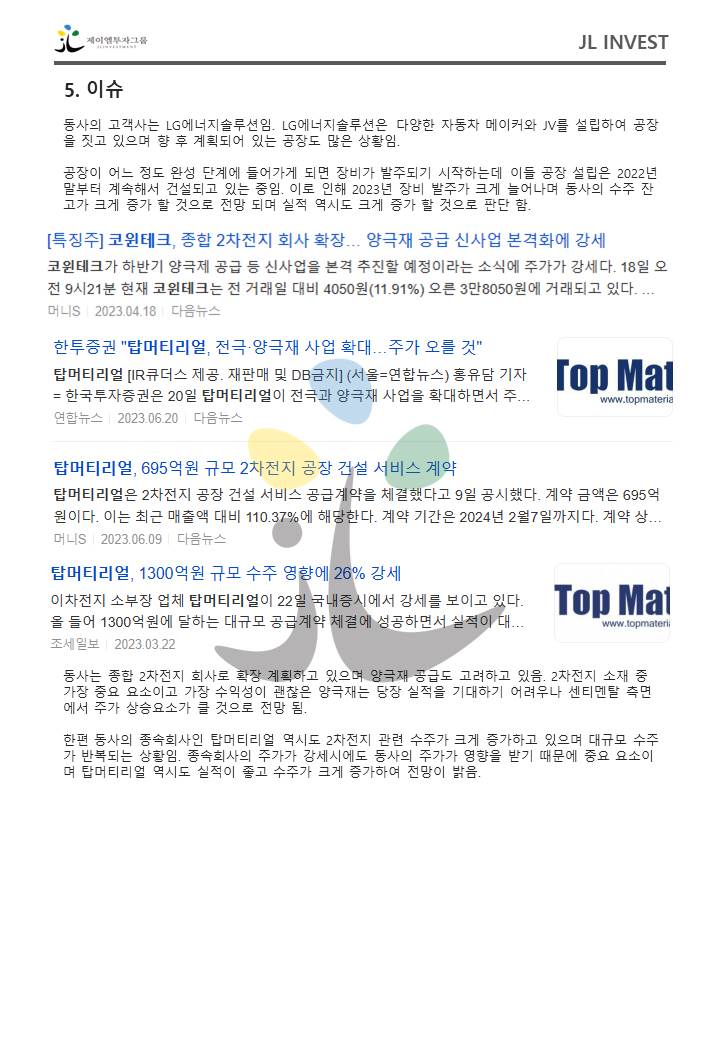 제이엘투자그룹
JL INVESTMENT
JL INVEST
5. 이슈
동사의 고객사는 LG에너지솔루션임. LG에너지솔루션은 다양한 자동차 메이커와 JV를 설립하여 공장
을 짓고 있으며 향 후 계획되어 있는 공장도 많은 상황임.
공장이 어느 정도 완성 단계에 들어가게 되면 장비가 발주되기 시작하는데 이들 공장 설립은 2022년
말부터 계속해서 건설되고 있는 중임. 이로 인해 2023년 장비 발주가 크게 늘어나며 동사의 수주 잔
고가 크게 증가 할 것으로 전망 되며 실적 역시도 크게 증가 할 것으로 판단 함.
[특징주] 코윈테크, 종합 2차전지 회사 확장… 양극재 공급 신사업 본격화에 강세
코윈테크가 하반기 양극제 공급 등 신사업을 본격 추진할 예정이라는 소식에 주가가 강세다. 18일 오
전 9시21분 현재 코윈테크는 전 거래일 대비 4050원(11.91%) 오른 3만8050원에 거래되고 있다. …
머니S | 2023.04.18 | 다음뉴스
한투증권 "탑머티리얼, 전극·양극재 사업 확대…주가 오를 것"
탑머티리얼 [IR큐더스 제공. 재판매 및 DB금지] (서울=연합뉴스) 홍유담 기자
= 한국투자증권은 20일 탑머티리얼이 전극과 양극재 사업을 확대하면서 주…
연합뉴스 | 2023.06.20 | 다음뉴스
Top Mat
www.topmateria
탑머티리얼, 695억원 규모 2차전지 공장 건설 서비스 계약
탑머티리얼은 2차전지 공장 건설 서비스 공급계약을 체결했다고 9일 공시했다. 계약 금액은 695억
원이다. 이는 최근 매출액 대비 110.37%에 해당한다. 계약 기간은 2024년 2월7일까지다. 계약 상…
머니S | 2023.06.09 | 다음뉴스
탑머티리얼, 1300억원 규모 수주 영향에 26% 강세
이차전지 소부장 업체 탑머티리얼이 22일 국내증시에서 강세를 보이고 있다.
올 들어 1300억원에 달하는 대규모 공급계약 체결에 성공하면서 실적이 대…
조세일보 | 2023.03.22
Top Mat
www.topmateria
동사는 종합 2차전지 회사로 확장 계획하고 있으며 양극재 공급도 고려하고 있음. 2차전지 소재 중
가장 중요 요소이고 가장 수익성이 괜찮은 양극재는 당장 실적을 기대하기 어려우나 센티멘탈 측면
에서 주가 상승요소가 클 것으로 전망 됨.
한편 동사의 종속회사인 탑머티리얼 역시도 2차전지 관련 수주가 크게 증가하고 있으며 대규모 수주
가 반복되는 상황임. 종속회사의 주가가 강세시에도 동사의 주가가 영향을 받기 때문에 중요 요소이
며 탑머티리얼 역시도 실적이 좋고 수주가 크게 증가하여 전망이 밝음.